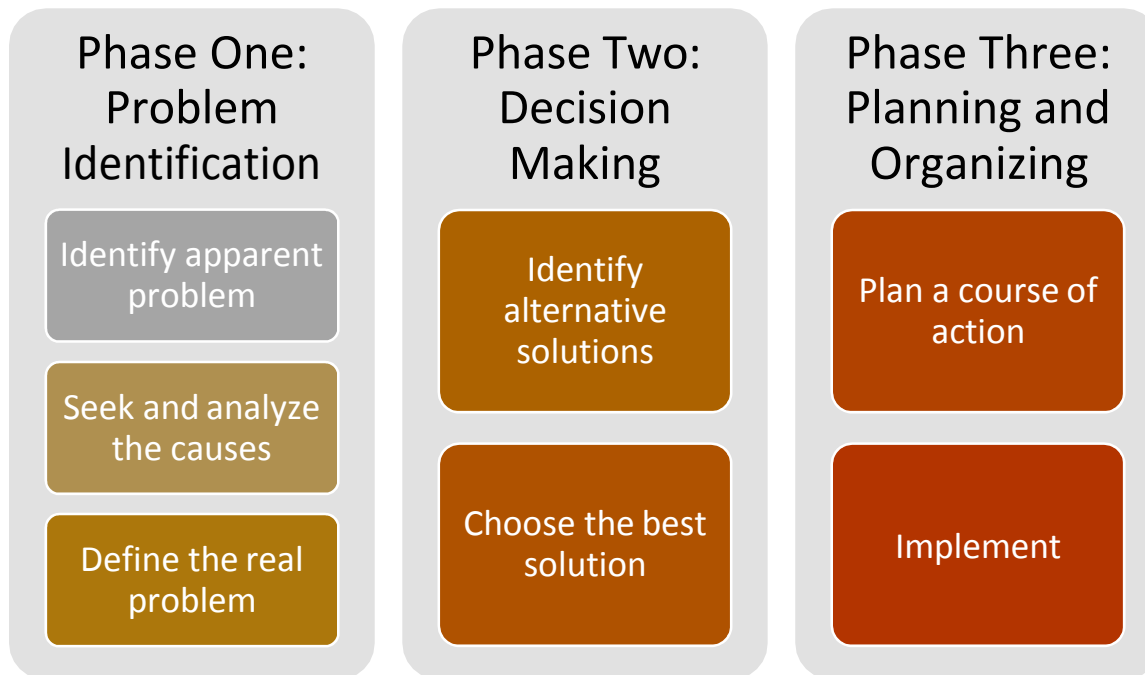 Phase One:
Problem
Identification
Identify apparent
problem
Seek and analyze
the causes
Define the real
problem
Phase Two:
Decision
Making
Identify
alternative
solutions
Choose the best
solution
Phase Three:
Planning and
Organizing
Plan a course of
action
Implement